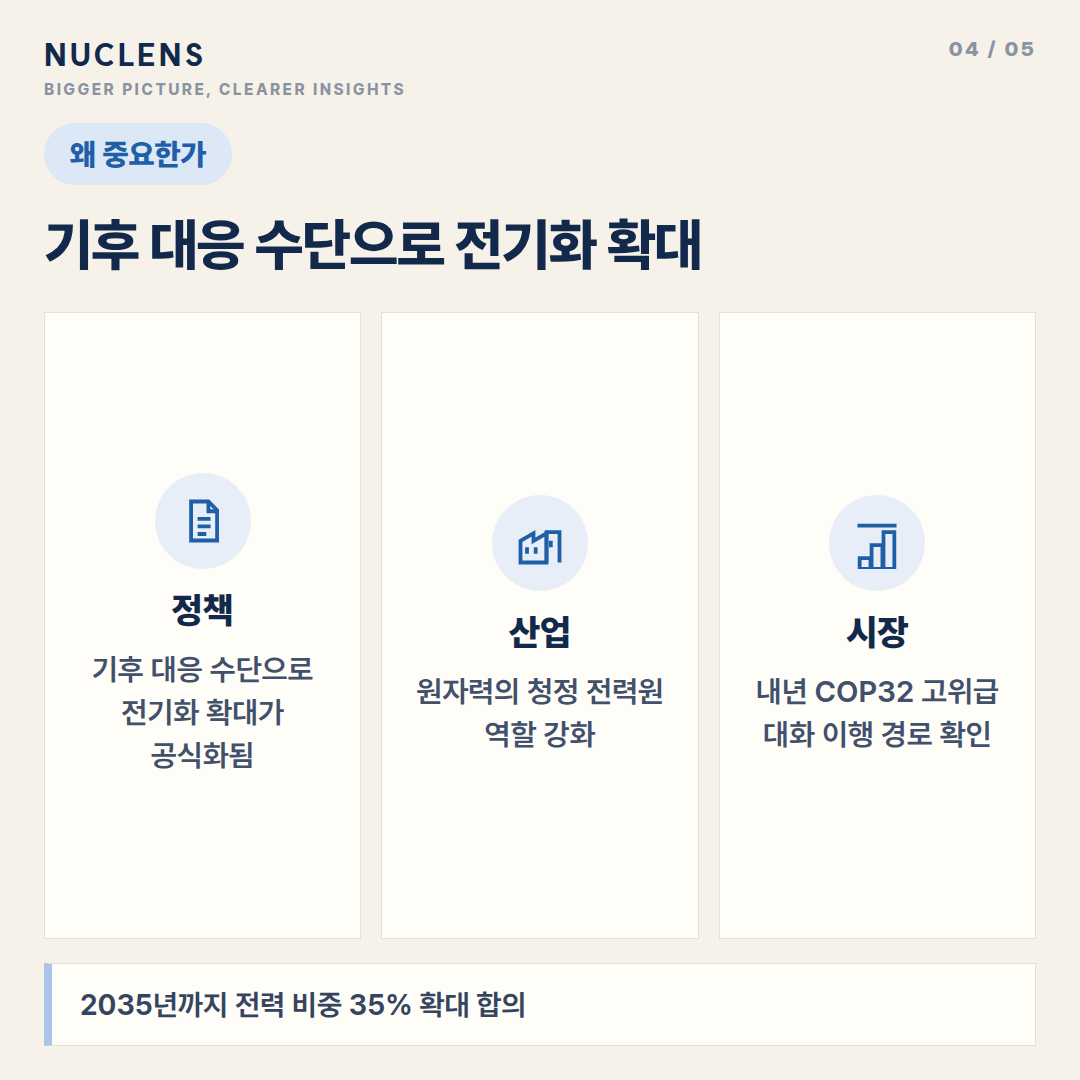 NUCLENS
04 / 05
BIGGER PICTURE, CLEARER INSIGHTS
왜 중요한가
기후 대응 수단으로 전기화 확대
정책
기후 대응 수단으로
전기화 확대가
공식화됨
산업
원자력의 청정 전력원
역할 강화
시장
내년 COP32 고위급
대화 이행 경로 확인
2035년까지 전력 비중 35% 확대 합의